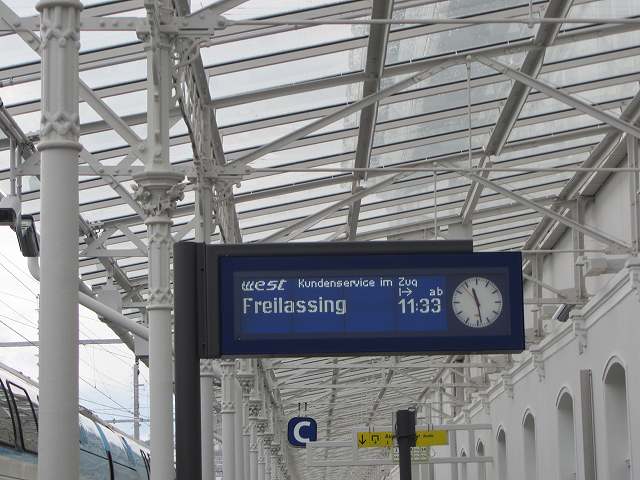 west Kundenservice im Zug
ab
Freilassing 11:33
C